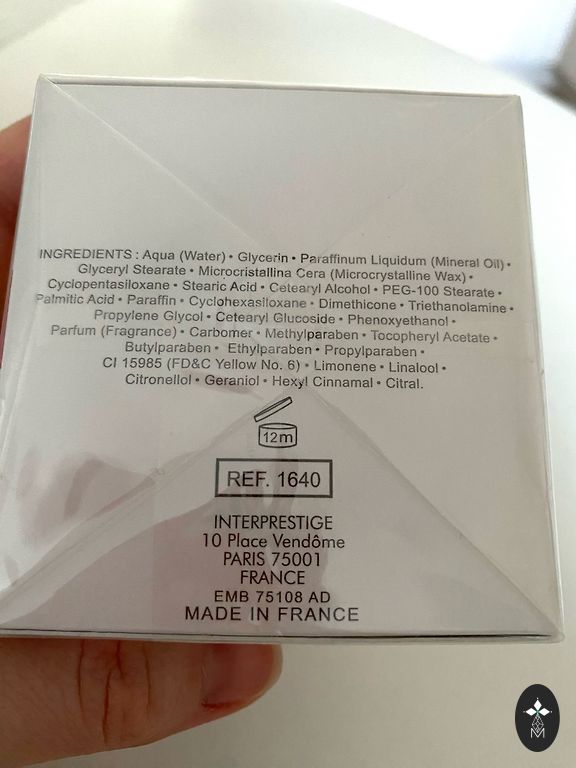 INGREDIENTS : Aqua (Water) • Glycerin • Paraffinum Liquidum (Mineral Oil) •
Glyceryl Stearate • Microcristallina Cera (Microcrystalline Wax) •
Cyclopentasiloxane • Stearic Acid • Cetearyl Alcohol • PEG-100 Stearate •
Palmitic Acid • Paraffin • Cyclohexasiloxane • Dimethicone • Triethanolamine •
Propylene Glycol • Cetearyl Glucoside • Phenoxyethanol •
Parfum (Fragrance) • Carbomer • Methylparaben • Tocopheryl Acetate •
Butylparaben • Ethylparaben • Propylparaben •
CI 15985 (FD&C Yellow No. 6) • Limonene • Linalool •
Citronellol • Geraniol • Hexyl Cinnamal • Citral.
12m
REF. 1640
INTERPRESTIGE
10 Place Vendôme
PARIS 75001
FRANCE
EMB 75108 AD
MADE IN FRANCE
M